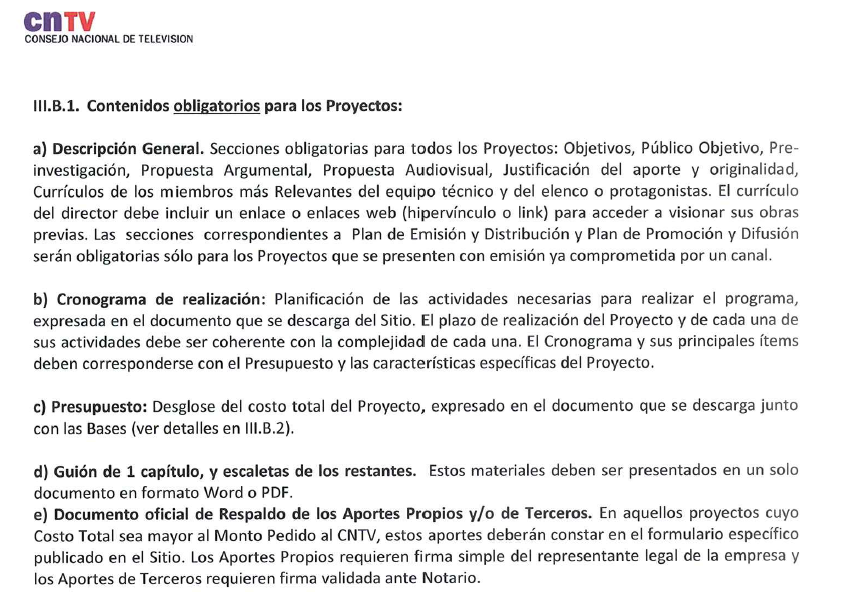 cnTV
CONSEJO NACIONAL DE TELEVISION
III.B.1. Contenidos obligatorios para los Proyectos:
a) Descripción General. Secciones obligatorias para todos los Proyectos: Objetivos, Público Objetivo, Pre-
investigación, Propuesta Argumental, Propuesta Audiovisual, Justificación del aporte y originalidad,
Currículos de los miembros más Relevantes del equipo técnico y del elenco o protagonistas. El currículo
del director debe incluir un enlace o enlaces web (hipervínculo o link) para acceder a visionar sus obras
previas. Las secciones correspondientes a Plan de Emisión y Distribución y Plan de Promoción y Difusión
serán obligatorias sólo para los Proyectos que se presenten con emisión ya comprometida por un canal.
b) Cronograma de realización: Planificación de las actividades necesarias para realizar el programa,
expresada en el documento que se descarga del Sitio. El plazo de realización del Proyecto y de cada una de
sus actividades debe ser coherente con la complejidad de cada una. El Cronograma y sus principales ítems
deben corresponderse con el Presupuesto y las características específicas del Proyecto.
c) Presupuesto: Desglose del costo total del Proyecto, expresado en el documento que se descarga junto
con las Bases (ver detalles en III.B.2).
d) Guión de 1 capítulo, y escaletas de los restantes. Estos materiales deben ser presentados en un solo
documento en formato Word o PDF.
e) Documento oficial de Respaldo de los Aportes Propios y/o de Terceros. En aquellos proyectos cuyo
Costo Total sea mayor al Monto Pedido al CNTV, estos aportes deberán constar en el formulario específico
publicado en el Sitio. Los Aportes Propios requieren firma simple del representante legal de la empresa y
los Aportes de Terceros requieren firma validada ante Notario.